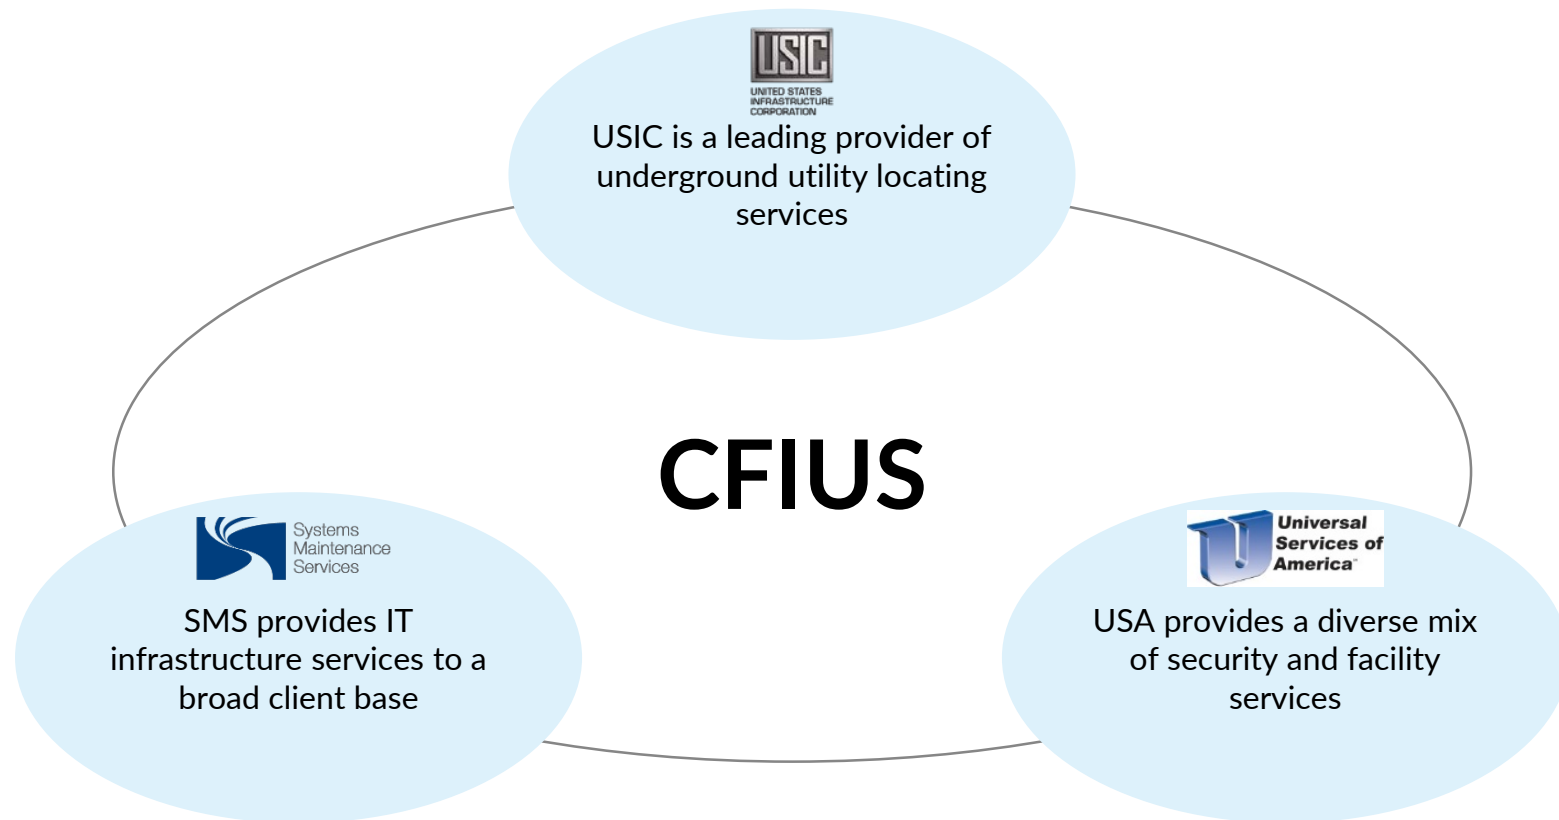 USIC
UNITED STATES
INFRASTRUCTURE
CORPORATION
USIC is a leading provider of
underground utility locating
services
CFIUS
Systems
Maintenance
Services
SMS provides IT
infrastructure services to a
broad client base
Universal
Services of
America
USA provides a diverse mix
of security and facility
services